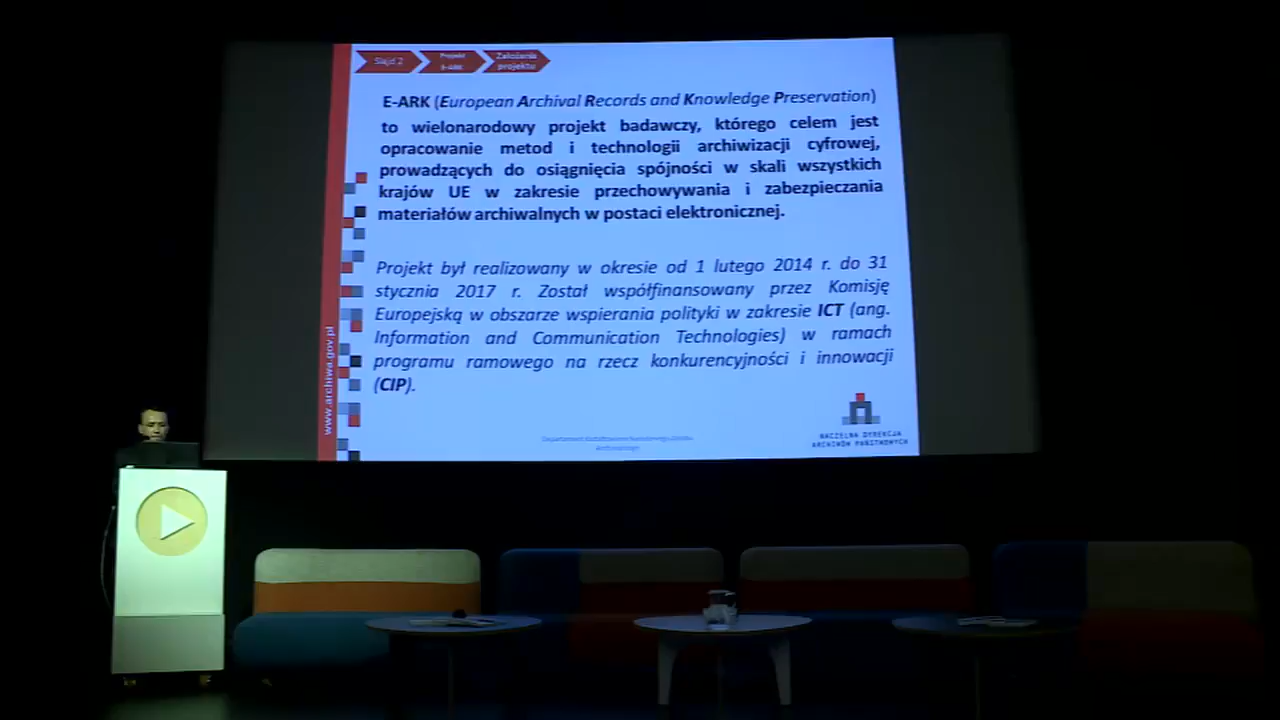 Slajd 2
Projekt
E-ARK
Założenia
projektu
E-ARK (European Archival Records and Knowledge Preservation)
to wielonarodowy projekt badawczy, którego celem jest
opracowanie metod i technologii archiwizacji cyfrowej,
prowadzących do osiągnięcia spójności w skali wszystkich
krajów UE w zakresie przechowywania i zabezpieczania
materiałów archiwalnych w postaci elektronicznej.
Projekt był realizowany w okresie od 1 lutego 2014 r. do 31
stycznia 2017 r. Został współfinansowany przez Komisję
Europejską w obszarze wspierania polityki w zakresie ICT (ang.
Information and Communication Technologies) w ramach
programu ramowego na rzecz konkurencyjności i innowacji
(CIP).
www.archiwa.gov.pl
NACZELNA DYREKCJA
ARCHIWÓW PAŃSTWOWYCH